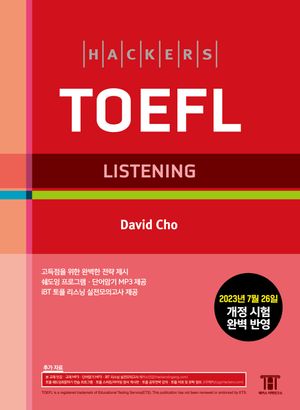 HACKERS
TOEFL
LISTENING
David Cho
고득점을 위한 완벽한 전략 제시
쉐도잉 프로그램 · 단어암기 MP3 제공
iBT 토플 리스닝 실전모의고사 제공
2023년 7월 26일
개정 시험
완벽 반영
추가 자료
TOEFL is a registered trademark of Educational Testing Service(ETS). This publication has not been reviewed or endorsed by ETS.